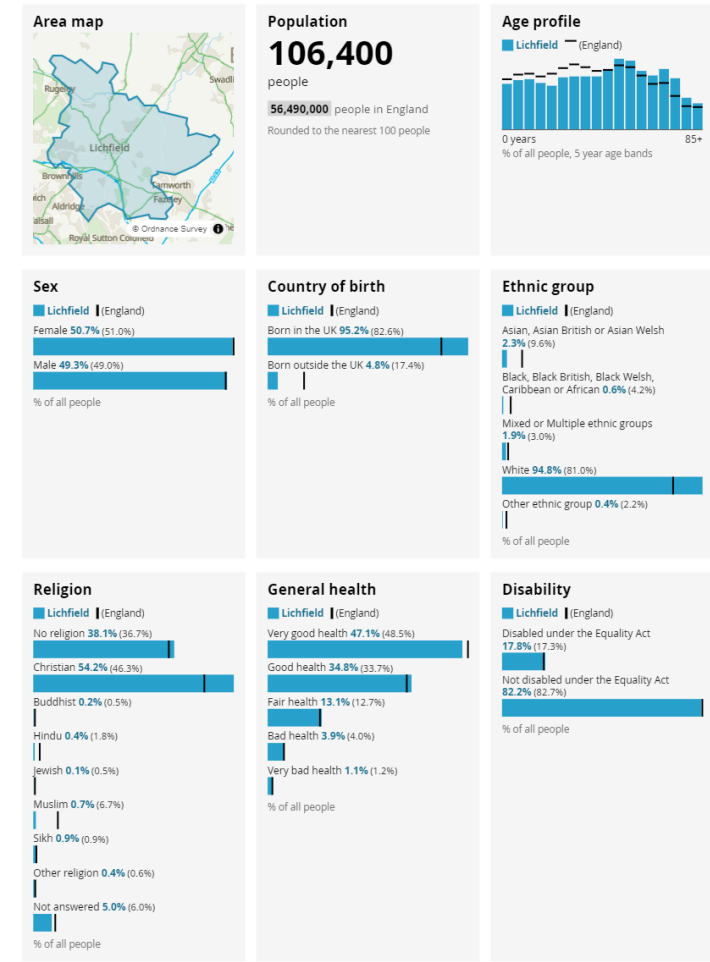 Area map
Rugeley
Swadli
Lichfield
Brownhills
Tamworth
Fazeley
Aldridge
alsall
© Ordnance Survey
Royal Sutton Coldfield
Population
106,400
people
56,490,000 people in England
Rounded to the nearest 100 people
Age profile
Lichfield (England)
0 years 85+
% of all people, 5 year age bands
Sex
Lichfield (England)
Female 50.7% (51.0%)
Male 49.3% (49.0%)
% of all people
Country of birth
Lichfield (England)
Born in the UK 95.2% (82.6%)
Born outside the UK 4.8% (17.4%)
% of all people
Ethnic group
Lichfield (England)
Asian, Asian British or Asian Welsh
2.3% (9.6%)
Black, Black British, Black Welsh,
Caribbean or African 0.6% (4.2%)
Mixed or Multiple ethnic groups
1.9% (3.0%)
White 94.8% (81.0%)
Other ethnic group 0.4% (2.2%)
% of all people
Religion
Lichfield (England)
No religion 38.1% (36.7%)
Christian 54.2% (46.3%)
Buddhist 0.2% (0.5%)
Hindu 0.4% (1.8%)
Jewish 0.1% (0.5%)
Muslim 0.7% (6.7%)
Sikh 0.9% (0.9%)
Other religion 0.4% (0.6%)
Not answered 5.0% (6.0%)
% of all people
General health
Lichfield (England)
Very good health 47.1% (48.5%)
Good health 34.8% (33.7%)
Fair health 13.1% (12.7%)
Bad health 3.9% (4.0%)
Very bad health 1.1% (1.2%)
% of all people
Disability
Lichfield (England)
Disabled under the Equality Act
17.8% (17.3%)
Not disabled under the Equality Act
82.2% (82.7%)
% of all people